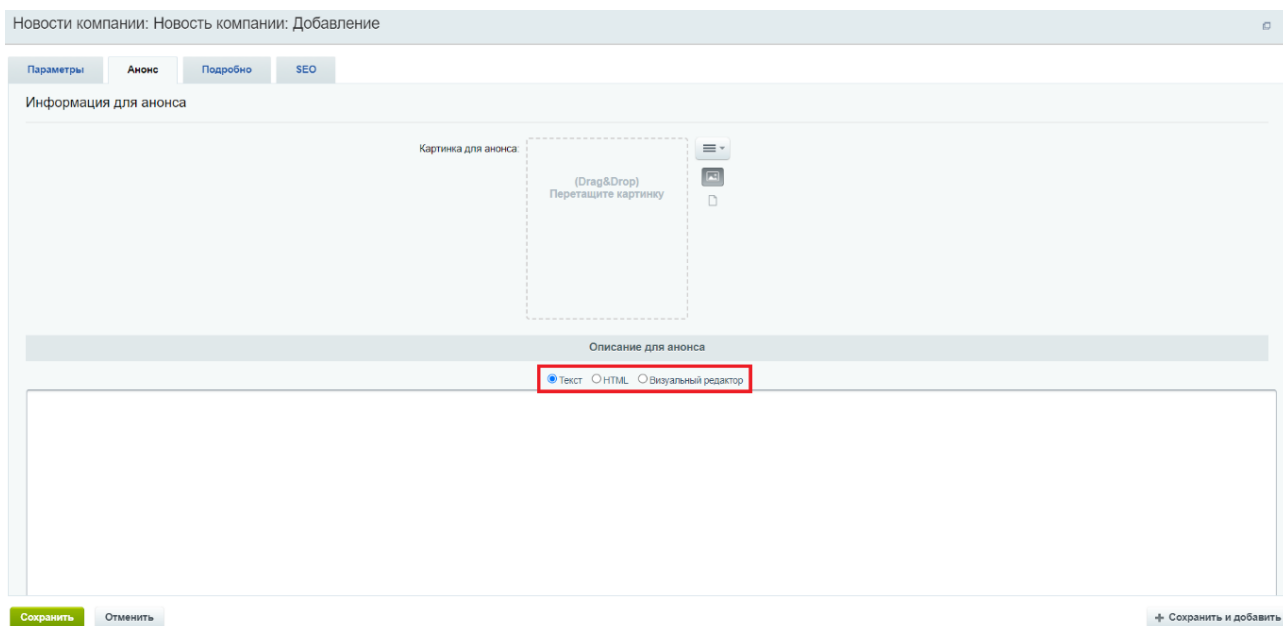 Новости компании: Новость компании: Добавление
Параметры Анонс Подробно SEO
Информация для анонса
Картинка для анонса:
(Drag&Drop)
Перетащите картинку
Описание для анонса
Текст HTML Визуальный редактор
Сохранить Отменить + Сохранить и добавить